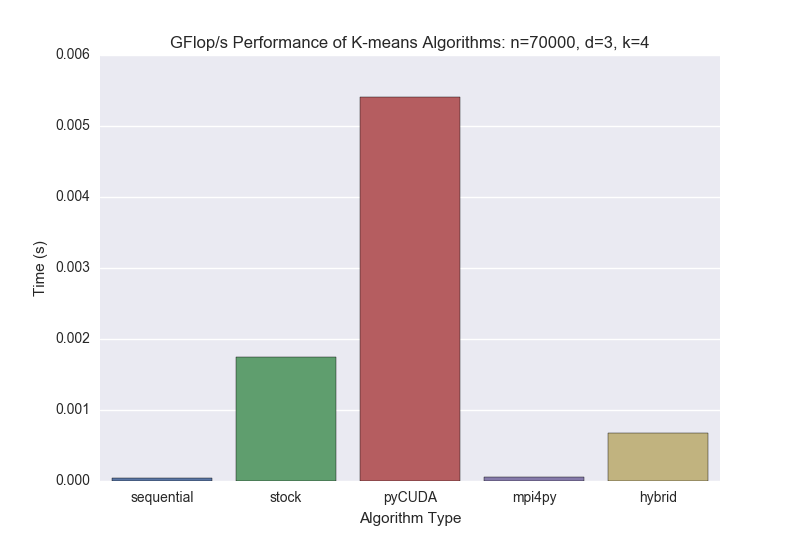 GFlop/s Performance of K-means Algorithms: n=70000, d=3, k=4
0.006
0.005
0.004
0.003
0.002
0.001
0.000
Time (s)
sequential stock pyCUDA mpi4py hybrid
Algorithm Type